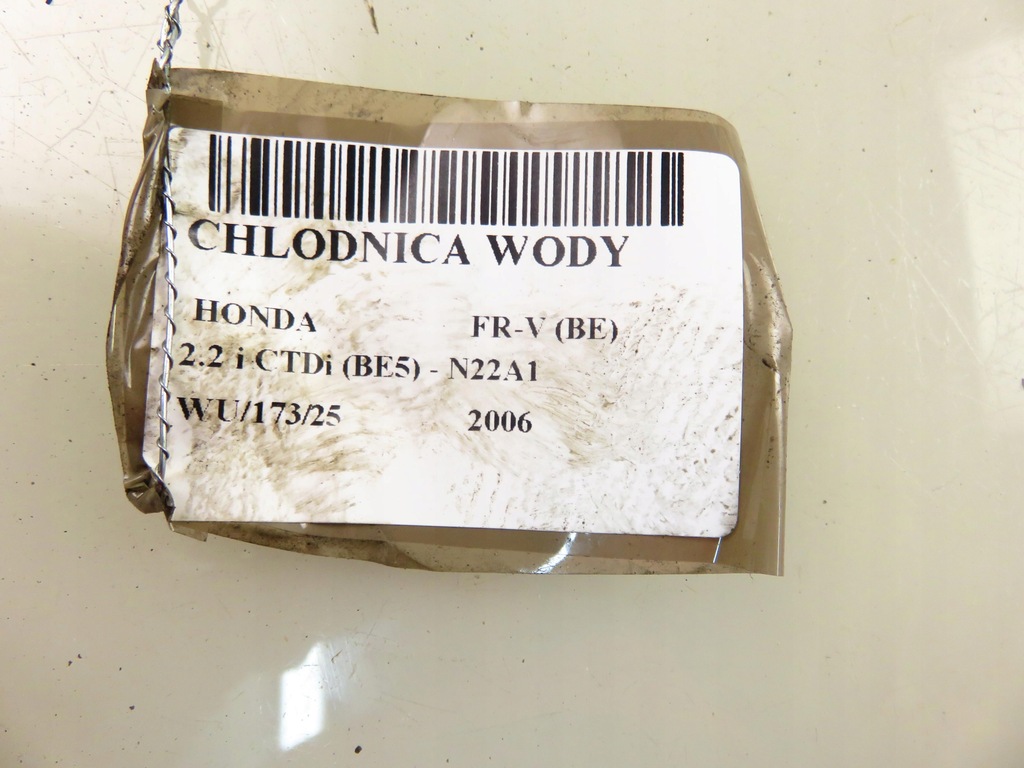 CHLODNICA WODY
HONDA FR-V (BE)
2.2 i-CTDi (BE5) - N22A1
WU/173/25 2006